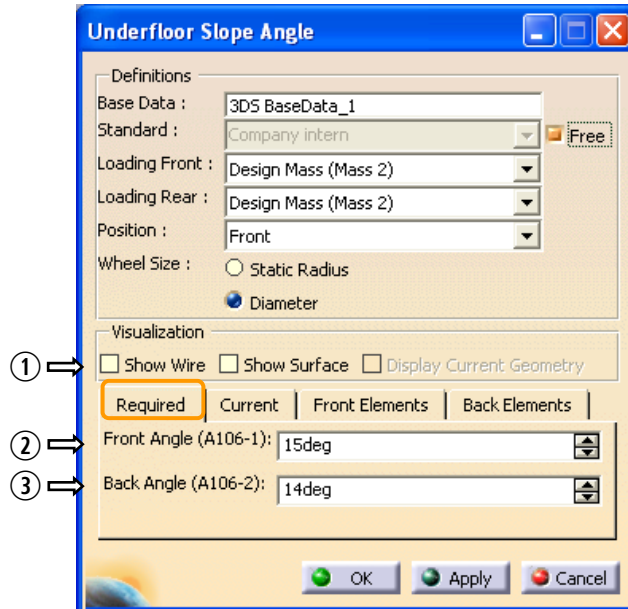 Underfloor Slope Angle
Definitions
Base Data : 3DS BaseData_1
Standard : Company intern Free
Loading Front : Design Mass (Mass 2)
Loading Rear : Design Mass (Mass 2)
Position : Front
Wheel Size : Static Radius
Diameter
Visualization
① Show Wire Show Surface Display Current Geometry
Required Current Front Elements Back Elements
② Front Angle (A106-1): 15deg
③ Back Angle (A106-2): 14deg
OK Apply Cancel